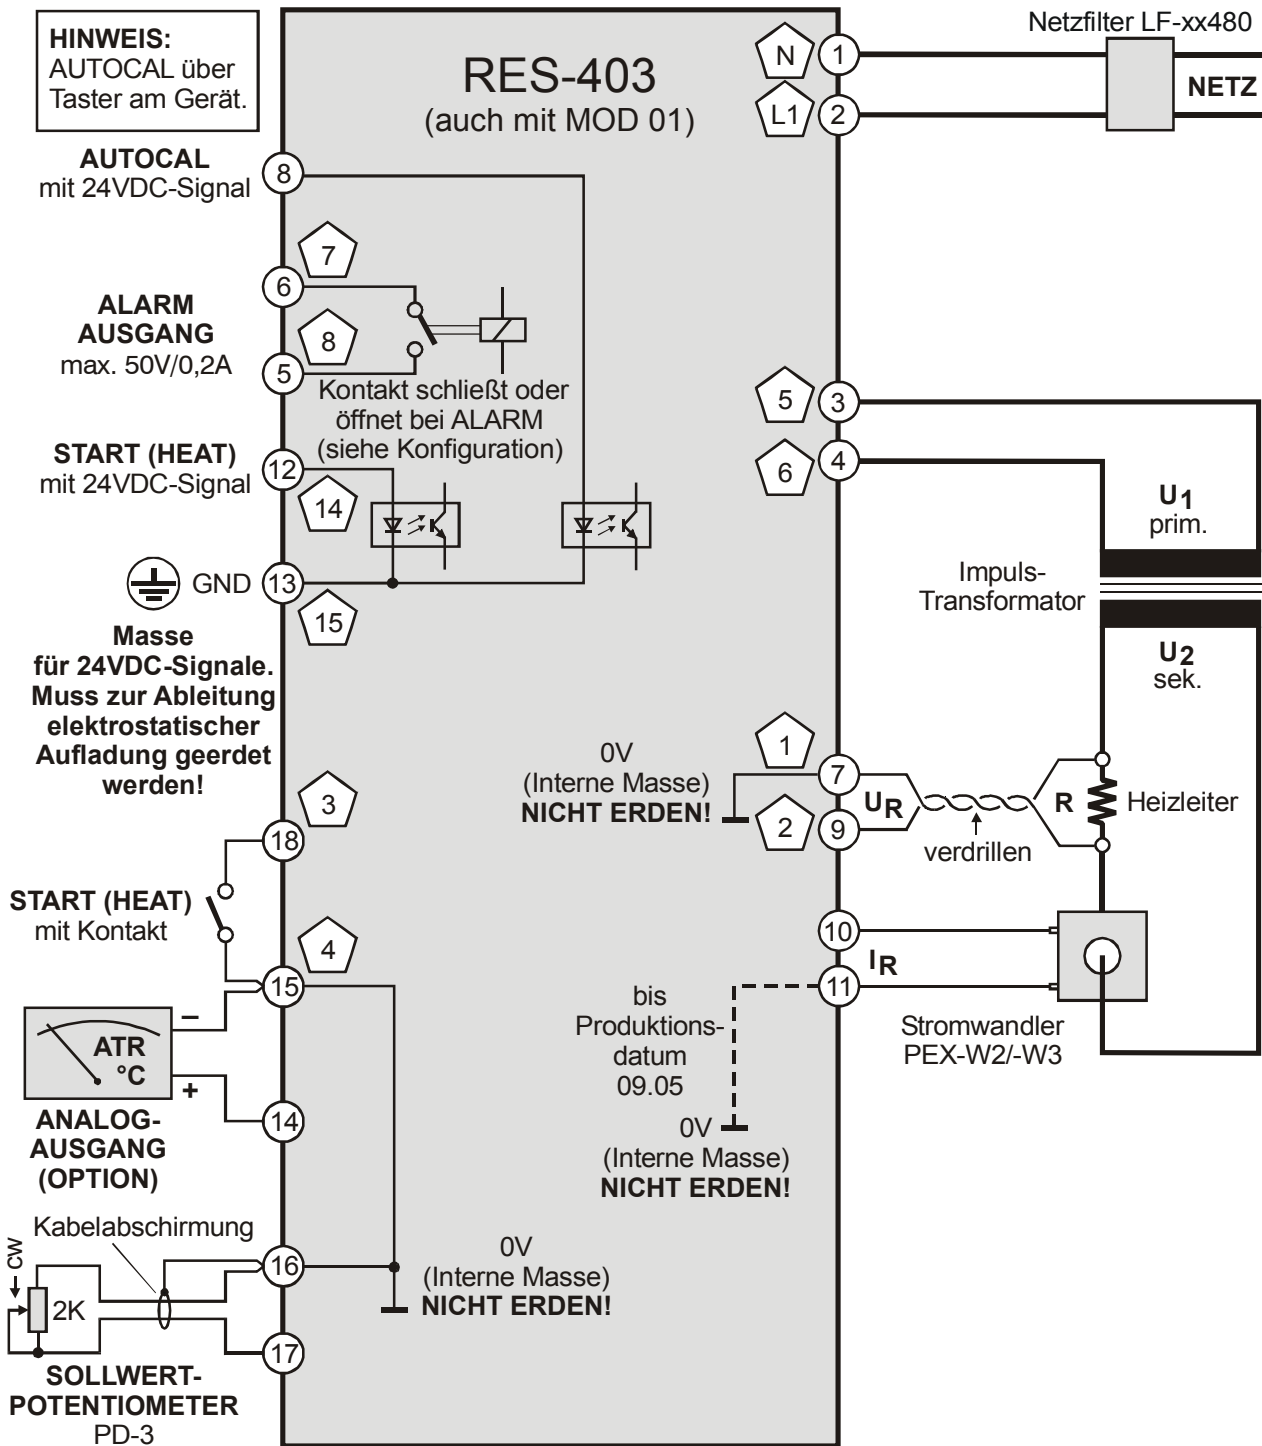 HINWEIS:
AUTOCAL über
Taster am Gerät.
RES-403
(auch mit MOD 01)
N
1
L1
2
Netzfilter LF-xx480
NETZ
AUTOCAL
mit 24VDC-Signal
8
7
6
ALARM
AUSGANG
max. 50V/0,2A
8
5
Kontakt schließt oder
öffnet bei ALARM
(siehe Konfiguration)
5
3
6
4
START (HEAT)
mit 24VDC-Signal
12
14
U1
prim.
GND
13
15
Impuls-
Transformator
U2
sek.
Masse
für 24VDC-Signale.
Muss zur Ableitung
elektrostatischer
Aufladung geerdet
werden!
0V
(Interne Masse)
NICHT ERDEN!
1
7
2
9
UR
R
Heizleiter
verdrillen
3
18
START (HEAT)
mit Kontakt
4
15
10
IR
11
bis
Produktions-
datum
09.05
0V
(Interne Masse)
NICHT ERDEN!
Stromwandler
PEX-W2/-W3
–
ATR
°C
+
14
ANALOG-
AUSGANG
(OPTION)
Kabelabschirmung
cw
2K
16
17
0V
(Interne Masse)
NICHT ERDEN!
SOLLWERT-
POTENTIOMETER
PD-3